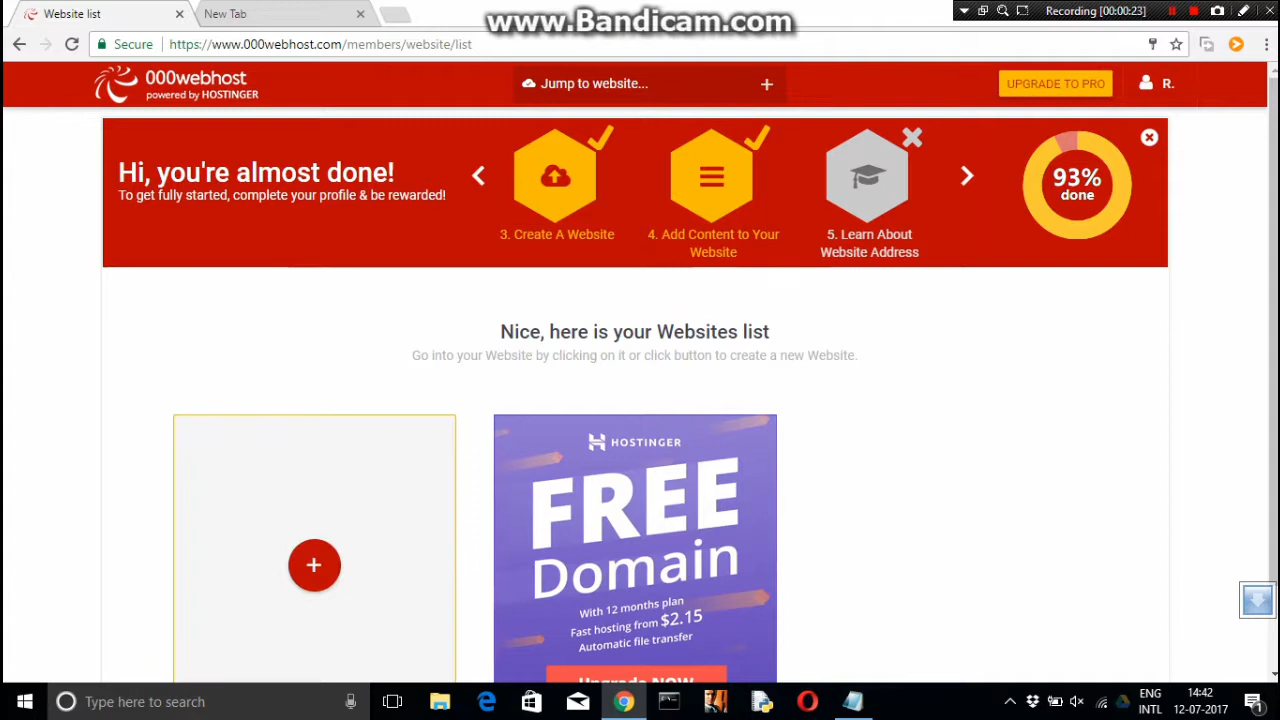 www.Bandicam.com
Website list
New Tab
Recording [00:00:23]
Secure
https://www.000webhost.com/members/website/list
000webhost
powered by HOSTINGER
Jump to website...
UPGRADE TO PRO
R.
Hi, you're almost done!
To get fully started, complete your profile & be rewarded!
3. Create A Website
4. Add Content to Your
Website
5. Learn About
Website Address
93%
done
Nice, here is your Websites list
Go into your Website by clicking on it or click button to create a new Website.
HOSTINGER
FREE
Domain
With 12 months plan
Fast hosting from $2.15
Automatic file transfer
Upgrade NOW
Type here to search
ENG
INTL
14:42
12-07-2017
1